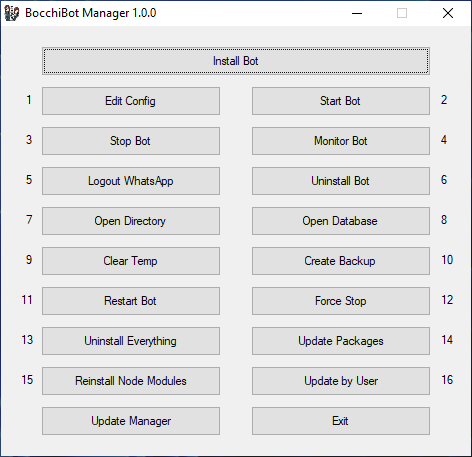 BocchiBot Manager 1.0.0
Install Bot
1 Edit Config Start Bot 2
3 Stop Bot Monitor Bot 4
5 Logout WhatsApp Uninstall Bot 6
7 Open Directory Open Database 8
9 Clear Temp Create Backup 10
11 Restart Bot Force Stop 12
13 Uninstall Everything Update Packages 14
15 Reinstall Node Modules Update by User 16
Update Manager Exit